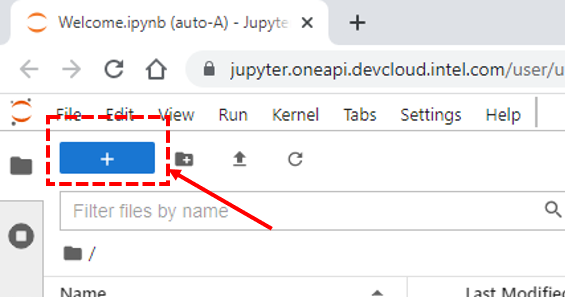 Welcome.ipynb (auto-A) - Jupyter
jupyter.oneapi.devcloud.intel.com/user/u
File Edit View Run Kernel Tabs Settings Help
Filter files by name
/
Name Last Modified